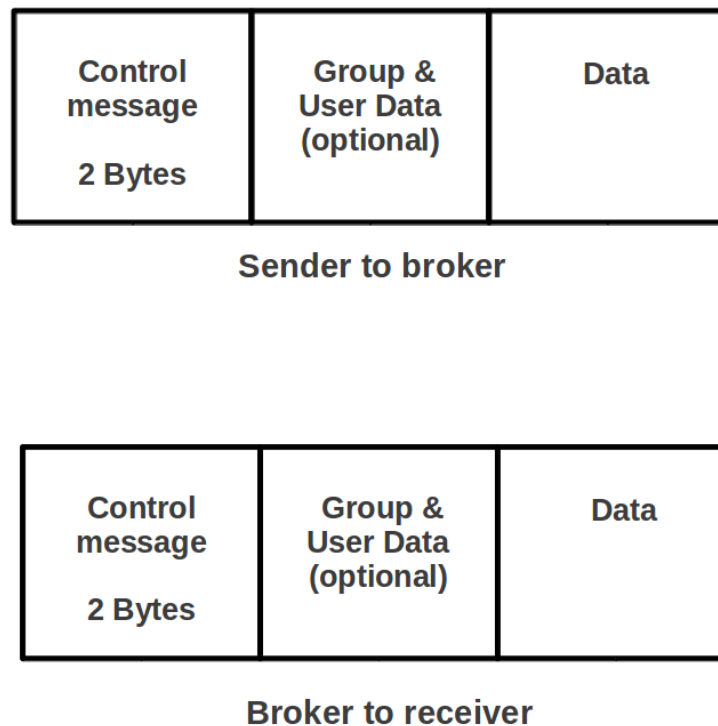 Control
message
2 Bytes
Group &
User Data
(optional)
Data
Sender to broker
Control
message
2 Bytes
Group &
User Data
(optional)
Data
Broker to receiver